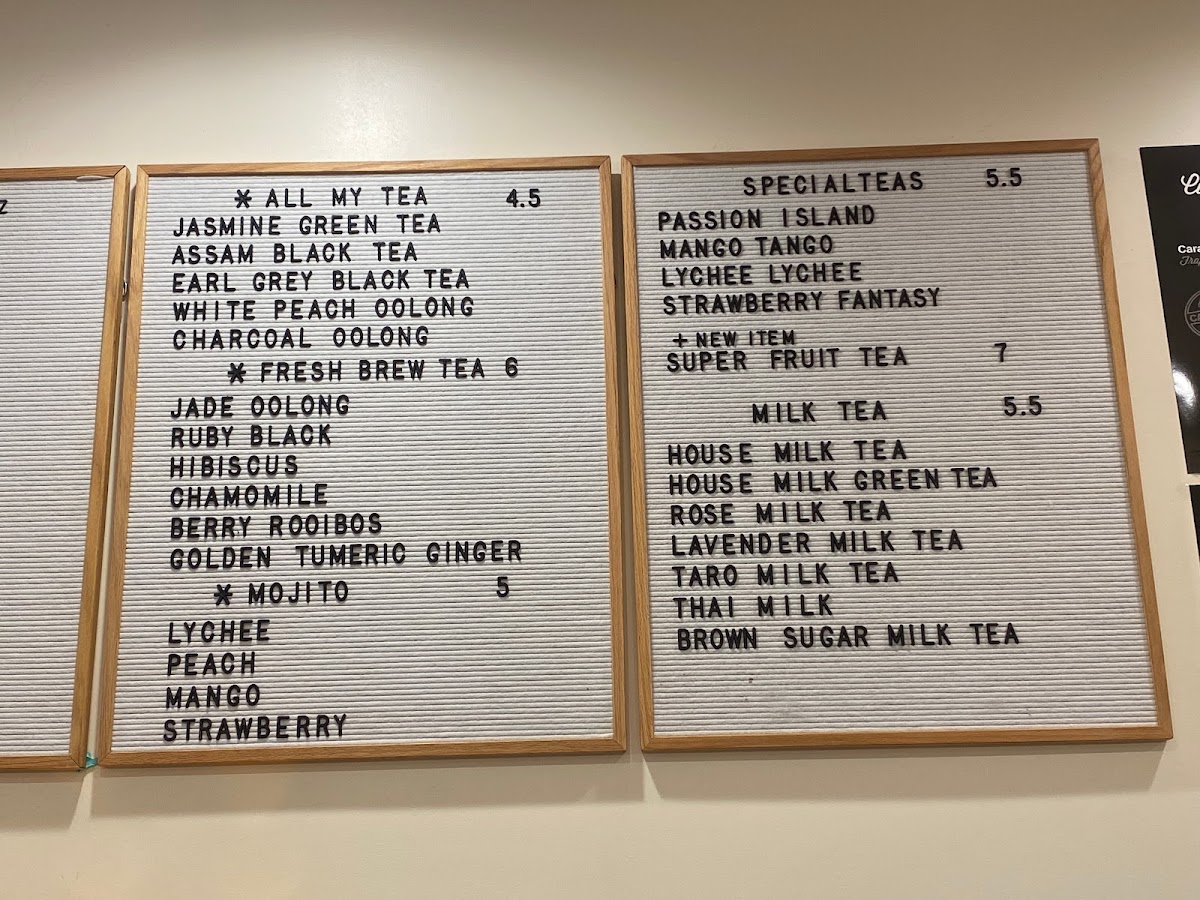 * ALL MY TEA 4.5
JASMINE GREEN TEA
ASSAM BLACK TEA
EARL GREY BLACK TEA
WHITE PEACH OOLONG
CHARCOAL OOLONG
* FRESH BREW TEA 6
JADE OOLONG
RUBY BLACK
HIBISCUS
CHAMOMILE
BERRY ROOIBOS
GOLDEN TUMERIC GINGER
* MOJITO 5
LYCHEE
PEACH
MANGO
STRAWBERRY
SPECIALTEAS 5.5
PASSION ISLAND
MANGO TANGO
LYCHEE LYCHEE
STRAWBERRY FANTASY
+ NEW ITEM
SUPER FRUIT TEA 7
MILK TEA 5.5
HOUSE MILK TEA
HOUSE MILK GREEN TEA
ROSE MILK TEA
LAVENDER MILK TEA
TARO MILK TEA
THAI MILK
BROWN SUGAR MILK TEA